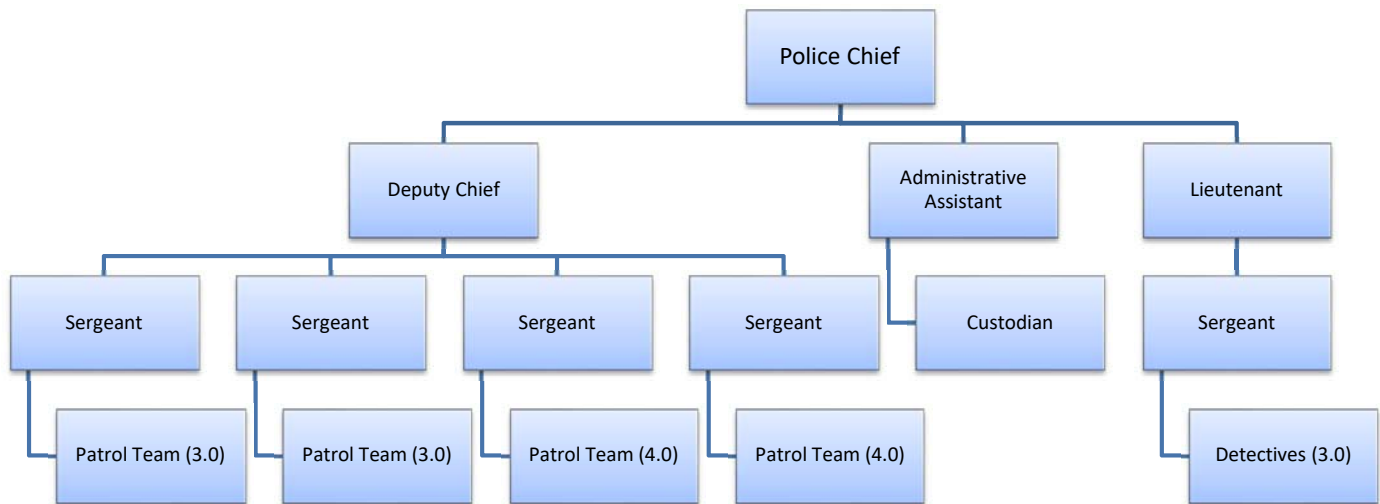 Police Chief
Deputy Chief
Administrative
Assistant
Lieutenant
Sergeant
Sergeant
Sergeant
Sergeant
Custodian
Sergeant
Patrol Team (3.0)
Patrol Team (3.0)
Patrol Team (4.0)
Patrol Team (4.0)
Detectives (3.0)